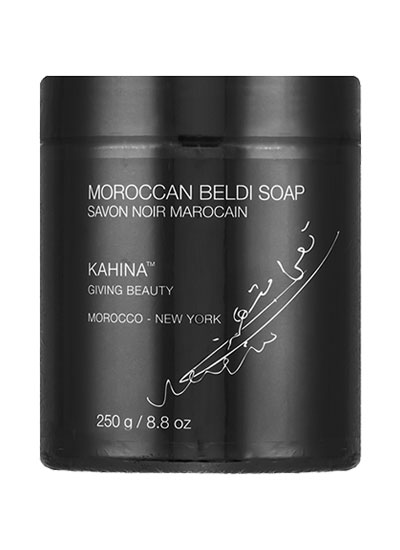 MOROCCAN BELDI SOAP
SAVON NOIR MAROCAIN
KAHINA™
GIVING BEAUTY
MOROCCO - NEW YORK
250 g / 8.8 oz